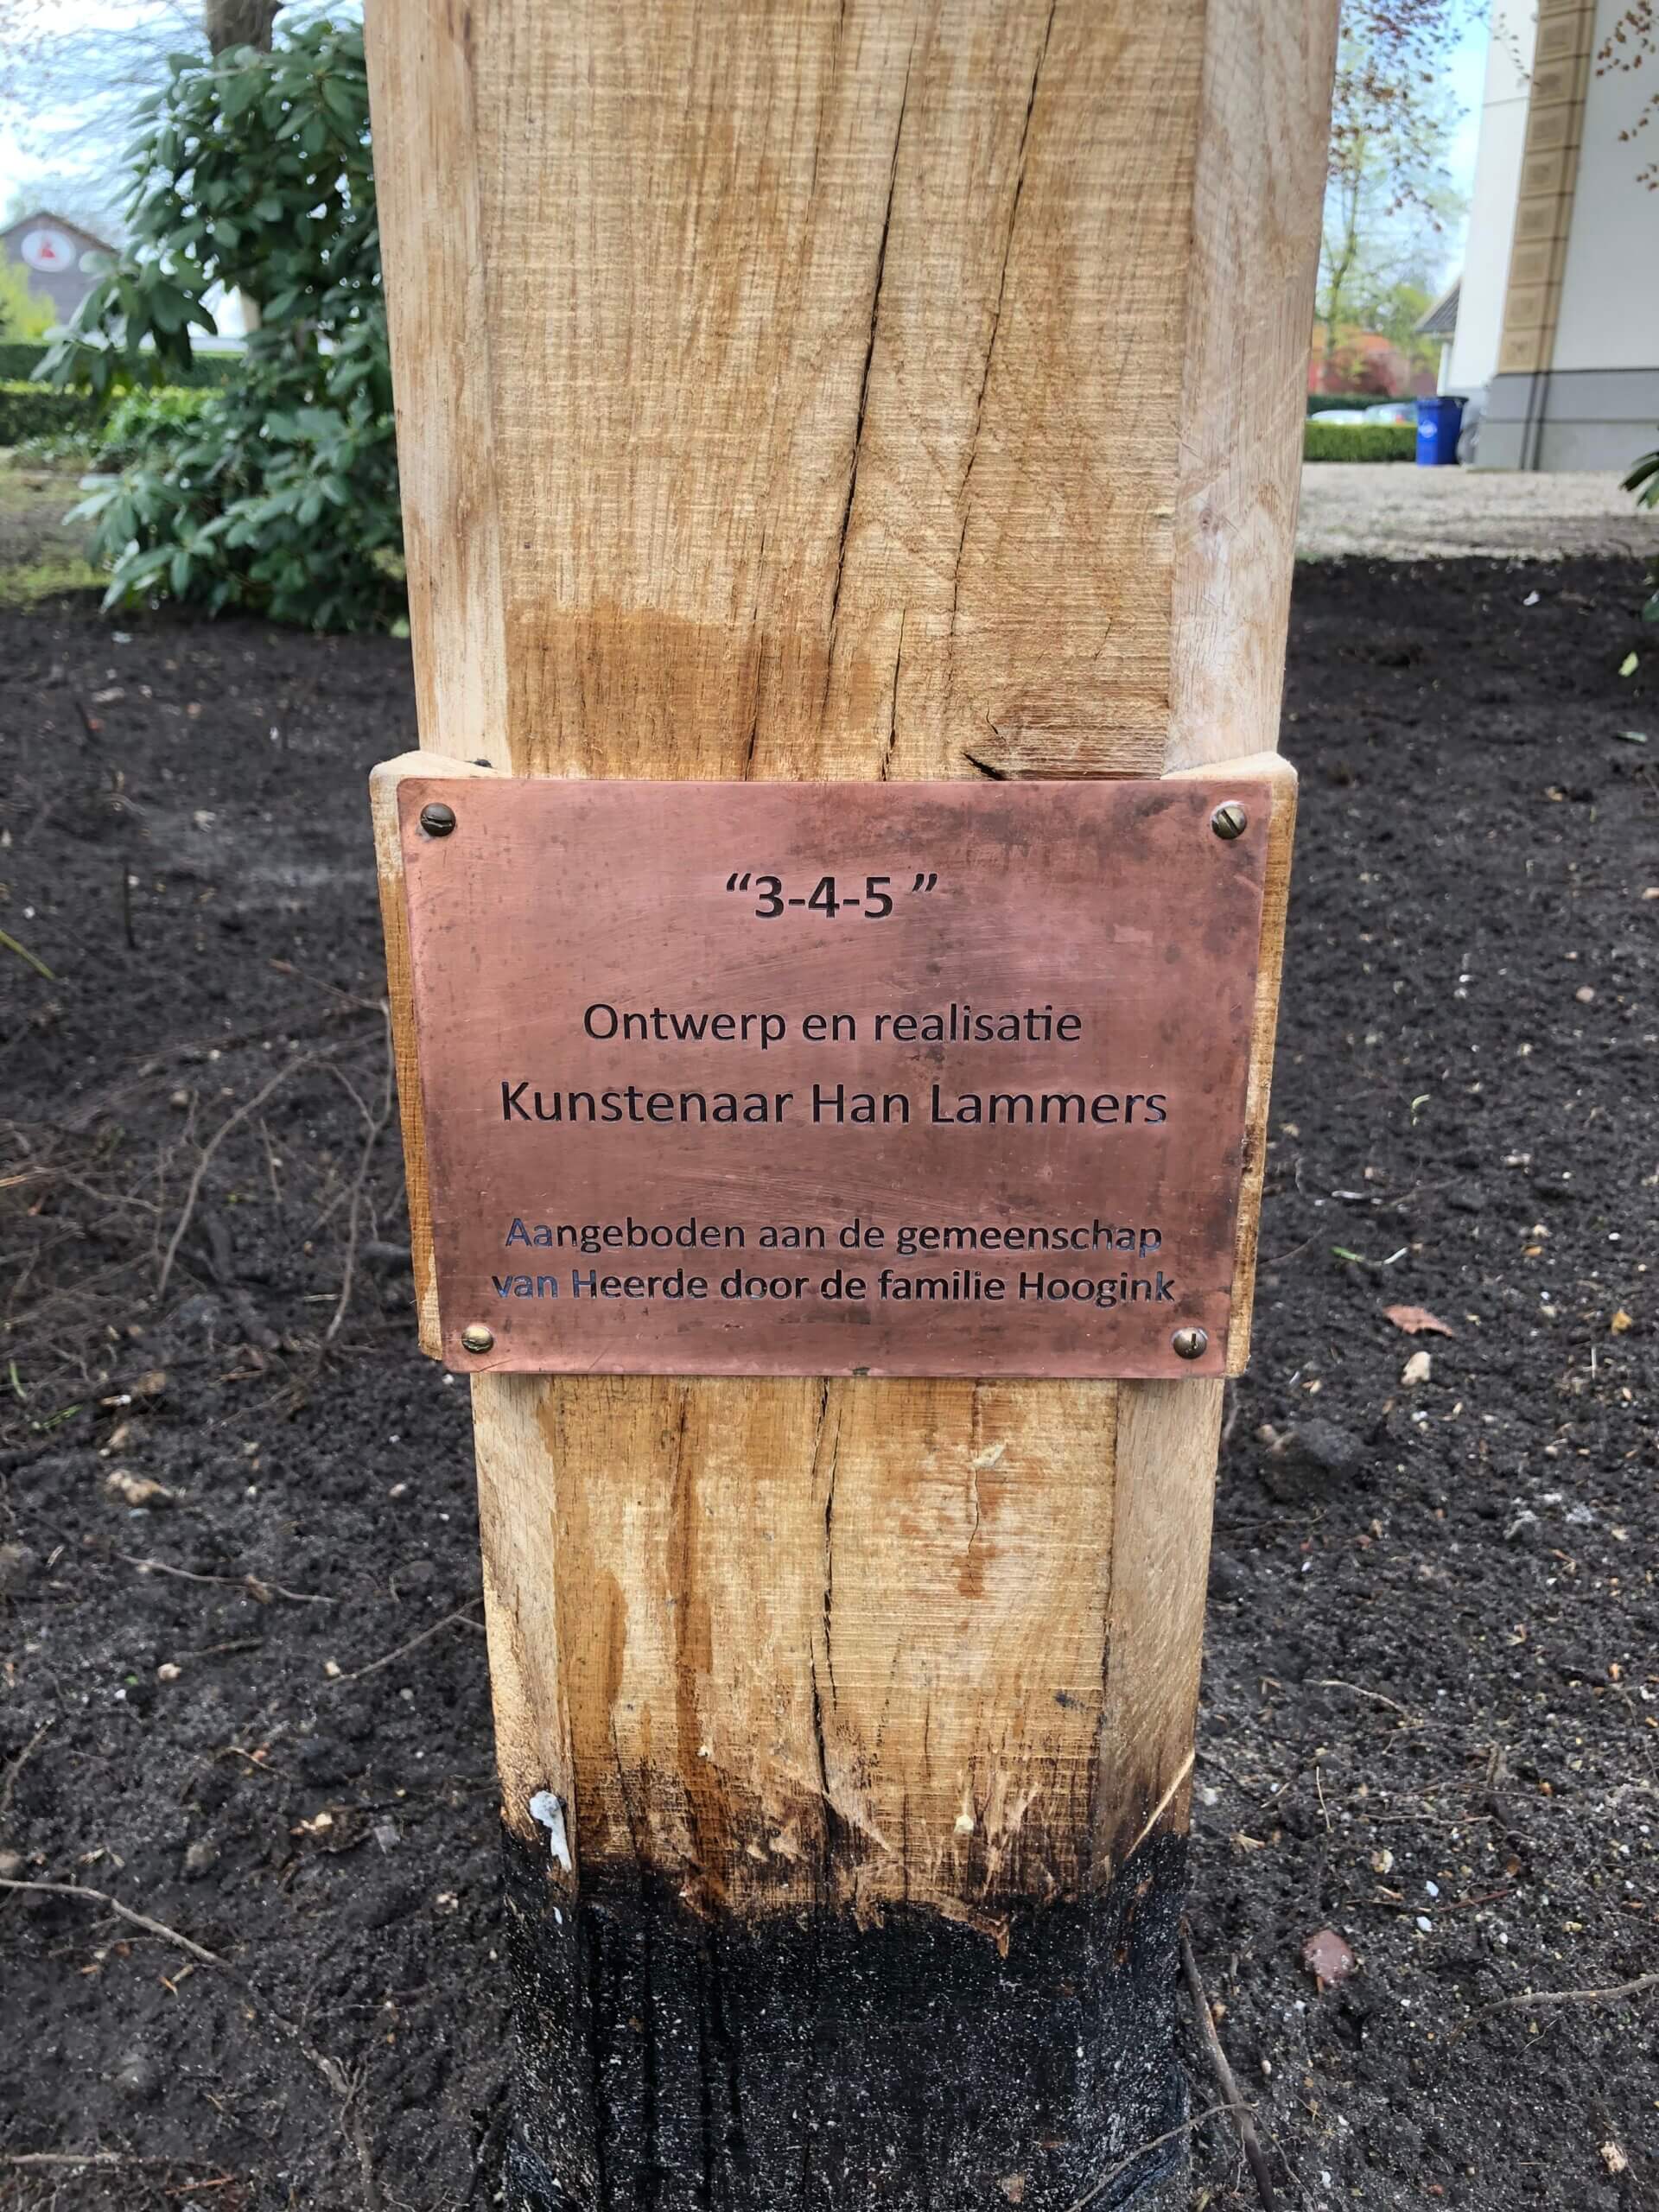 “3-4-5 ”
Ontwerp en realisatie
Kunstenaar Han Lammers
Aangeboden aan de gemeenschap
van Heerde door de familie Hoogink